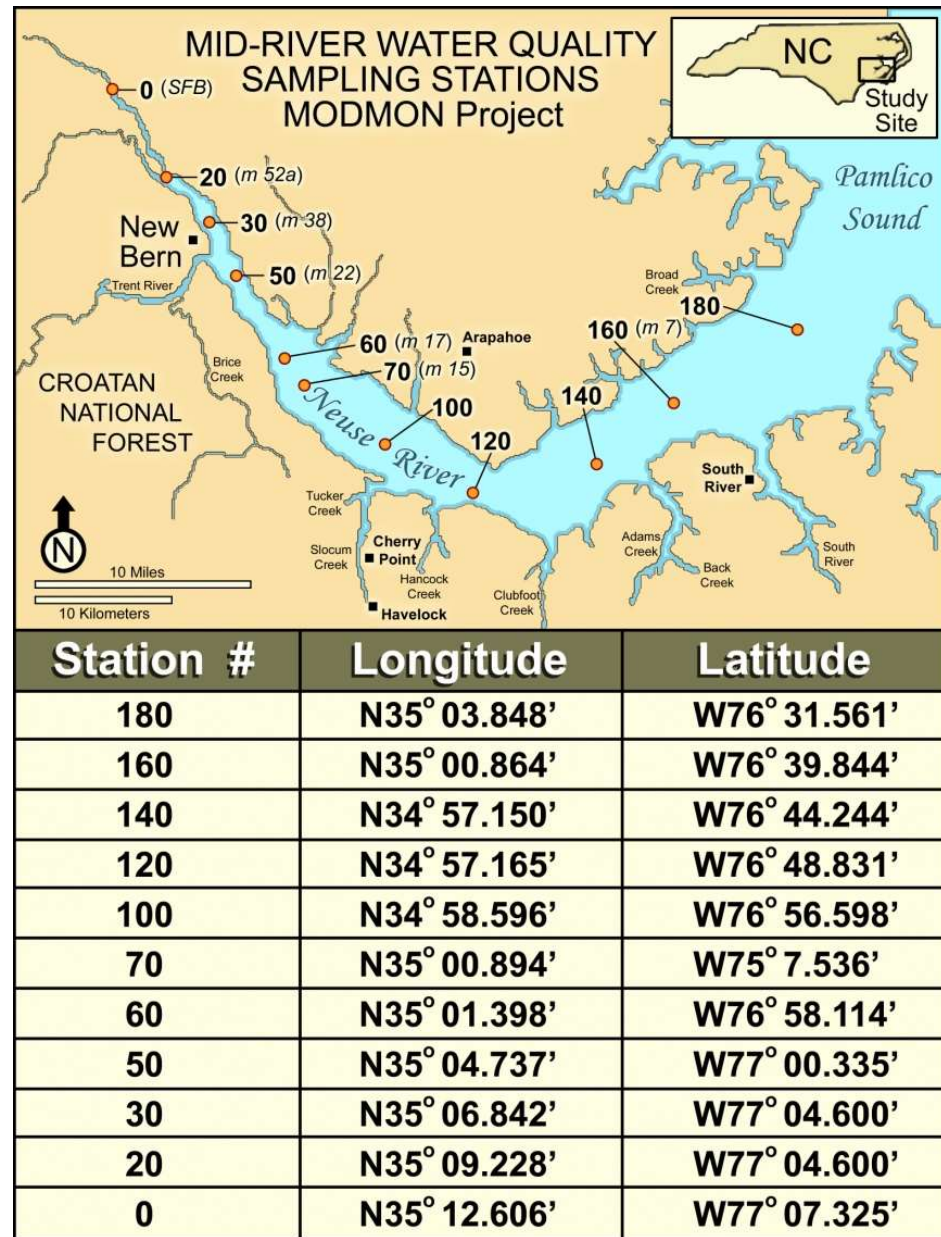 MID-RIVER WATER QUALITY
SAMPLING STATIONS
MODMON Project
NC
Study
Site
Pamlico
Sound
0 (SFB)
20 (m 52a)
30 (m 38)
New
Bern
50 (m 22)
Trent River
Broad
Creek
180
160 (m 7)
Arapahoe
60 (m 17)
70 (m 15)
Brice
Creek
CROATAN
NATIONAL
FOREST
140
100
Neuse
River
120
South
River
Tucker
Creek
N
Slocum
Creek
Cherry
Point
Hancock
Creek
Adams
Creek
Back
Creek
South
River
10 Miles
10 Kilometers
Havelock
Clubfoot
Creek
Station # Longitude Latitude
180 N35° 03.848’ W76° 31.561’
160 N35° 00.864’ W76° 39.844’
140 N34° 57.150’ W76° 44.244’
120 N34° 57.165’ W76° 48.831’
100 N34° 58.596’ W76° 56.598’
70 N35° 00.894’ W75° 7.536’
60 N35° 01.398’ W76° 58.114’
50 N35° 04.737’ W77° 00.335’
30 N35° 06.842’ W77° 04.600’
20 N35° 09.228’ W77° 04.600’
0 N35° 12.606’ W77° 07.325’